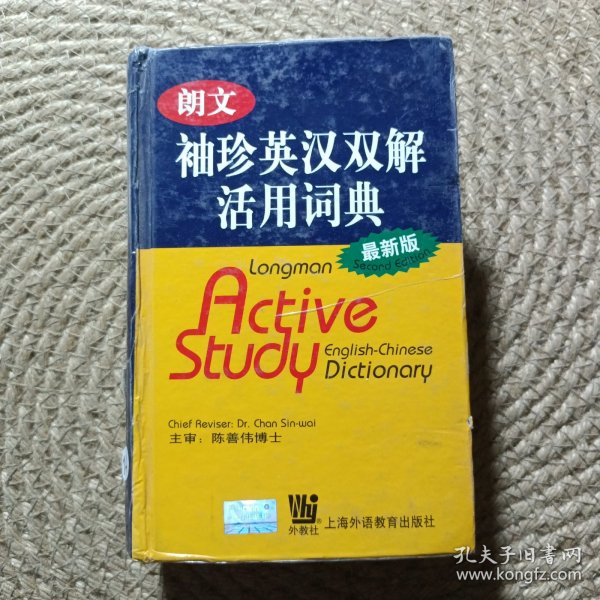 朗文
袖珍英汉双解
活用词典
最新版
Second Edition
Longman
Active
Study
English-Chinese
Dictionary
Chief Reviser: Dr. Chan Sin-wai
主审：陈善伟博士
Whj
®
外教社
上海外语教育出版社
孔夫子旧书网
www.kongfz.com